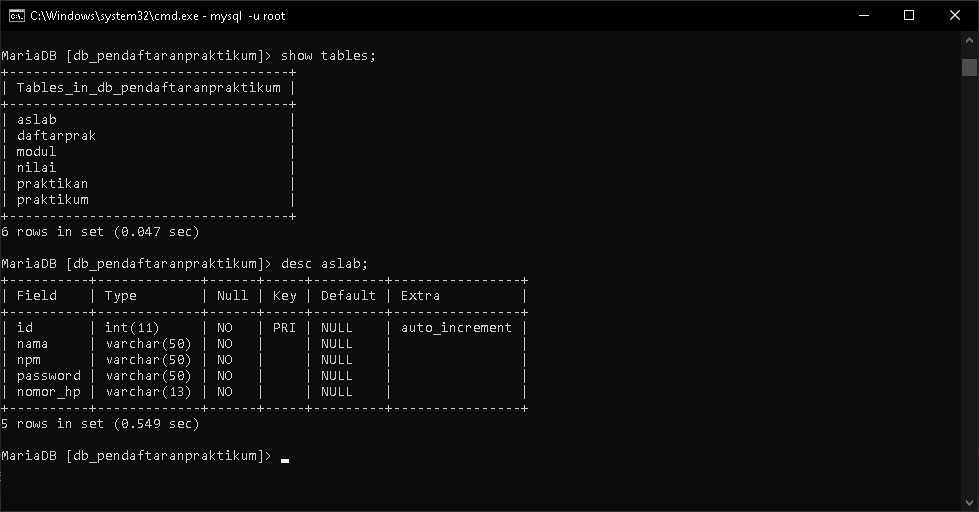 C:\Windows\system32\cmd.exe - mysql  -u root
MariaDB [db_pendaftaranpraktikum]> show tables;
+-----------------------------------+
| Tables_in_db_pendaftaranpraktikum |
+-----------------------------------+
| aslab                             |
| daftarprak                        |
| modul                             |
| nilai                             |
| praktikan                         |
| praktikum                         |
+-----------------------------------+
6 rows in set (0.047 sec)
MariaDB [db_pendaftaranpraktikum]> desc aslab;
+----------+-------------+------+-----+---------+----------------+
| Field    | Type        | Null | Key | Default | Extra          |
+----------+-------------+------+-----+---------+----------------+
| id       | int(11)     | NO   | PRI | NULL    | auto_increment |
| nama     | varchar(50) | NO   |     | NULL    |                |
| npm      | varchar(50) | NO   |     | NULL    |                |
| password | varchar(50) | NO   |     | NULL    |                |
| nomor_hp | varchar(13) | NO   |     | NULL    |                |
+----------+-------------+------+-----+---------+----------------+
5 rows in set (0.549 sec)
MariaDB [db_pendaftaranpraktikum]> _